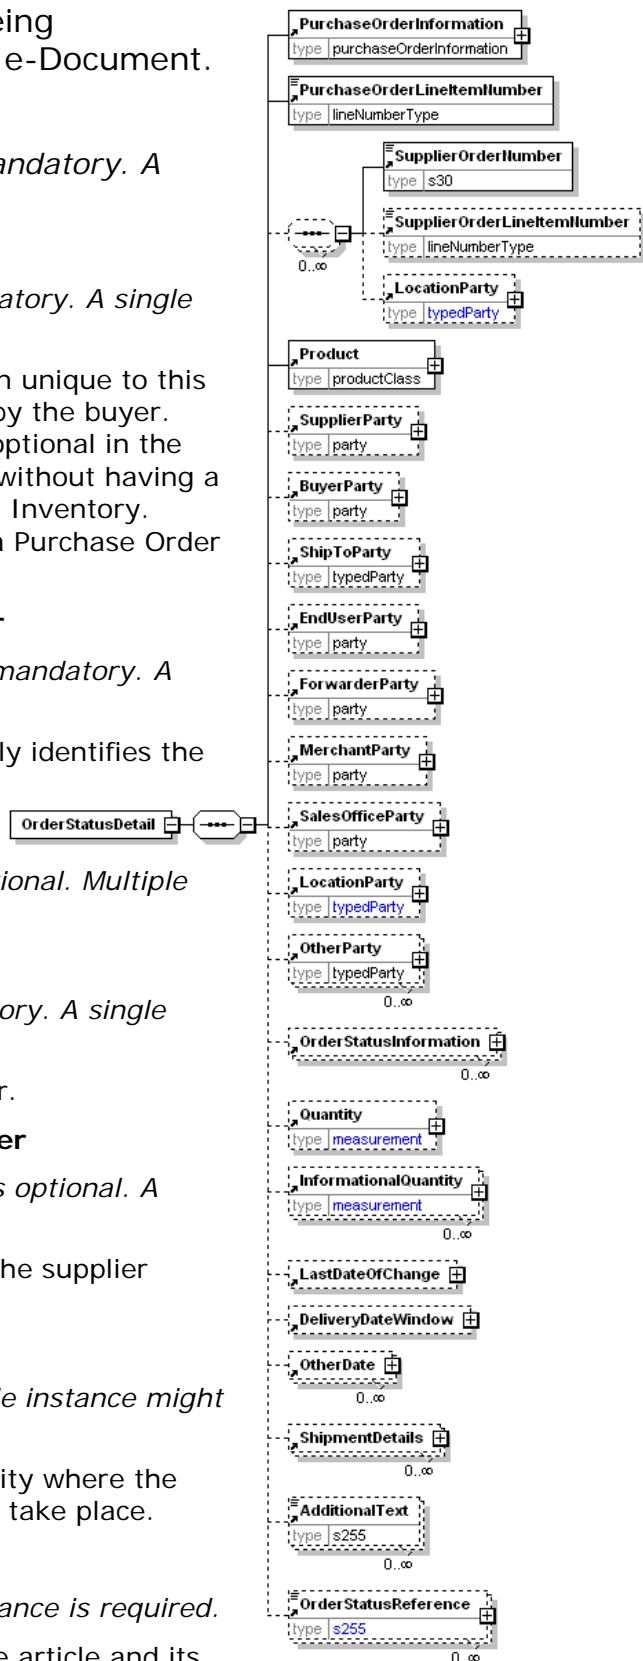 eing
e-Document.
andatory. A
atory. A single
n unique to this
by the buyer.
optional in the
without having a
Inventory.
a Purchase Order
r
mandatory. A
ly identifies the
tional. Multiple
ory. A single
r.
er
s optional. A
he supplier
le instance might
ity where the
take place.
ance is required.
e article and its
PurchaseOrderInformation
type purchaseOrderInformation
PurchaseOrderLineItemNumber
type lineNumberType
SupplierOrderNumber
type s30
SupplierOrderLineItemNumber
type lineNumberType
0..∞
LocationParty
type typedParty
Product
type productClass
SupplierParty
type party
BuyerParty
type party
ShipToParty
type typedParty
EndUserParty
type party
ForwarderParty
type party
MerchantParty
type party
OrderStatusDetail
SalesOfficeParty
type party
LocationParty
type typedParty
OtherParty
type typedParty
0..∞
OrderStatusInformation
0..∞
Quantity
type measurement
InformationalQuantity
type measurement
0..∞
LastDateOfChange
DeliveryDateWindow
OtherDate
0..∞
ShipmentDetails
0..∞
AdditionalText
type s255
0..∞
OrderStatusReference
type s255
0..∞